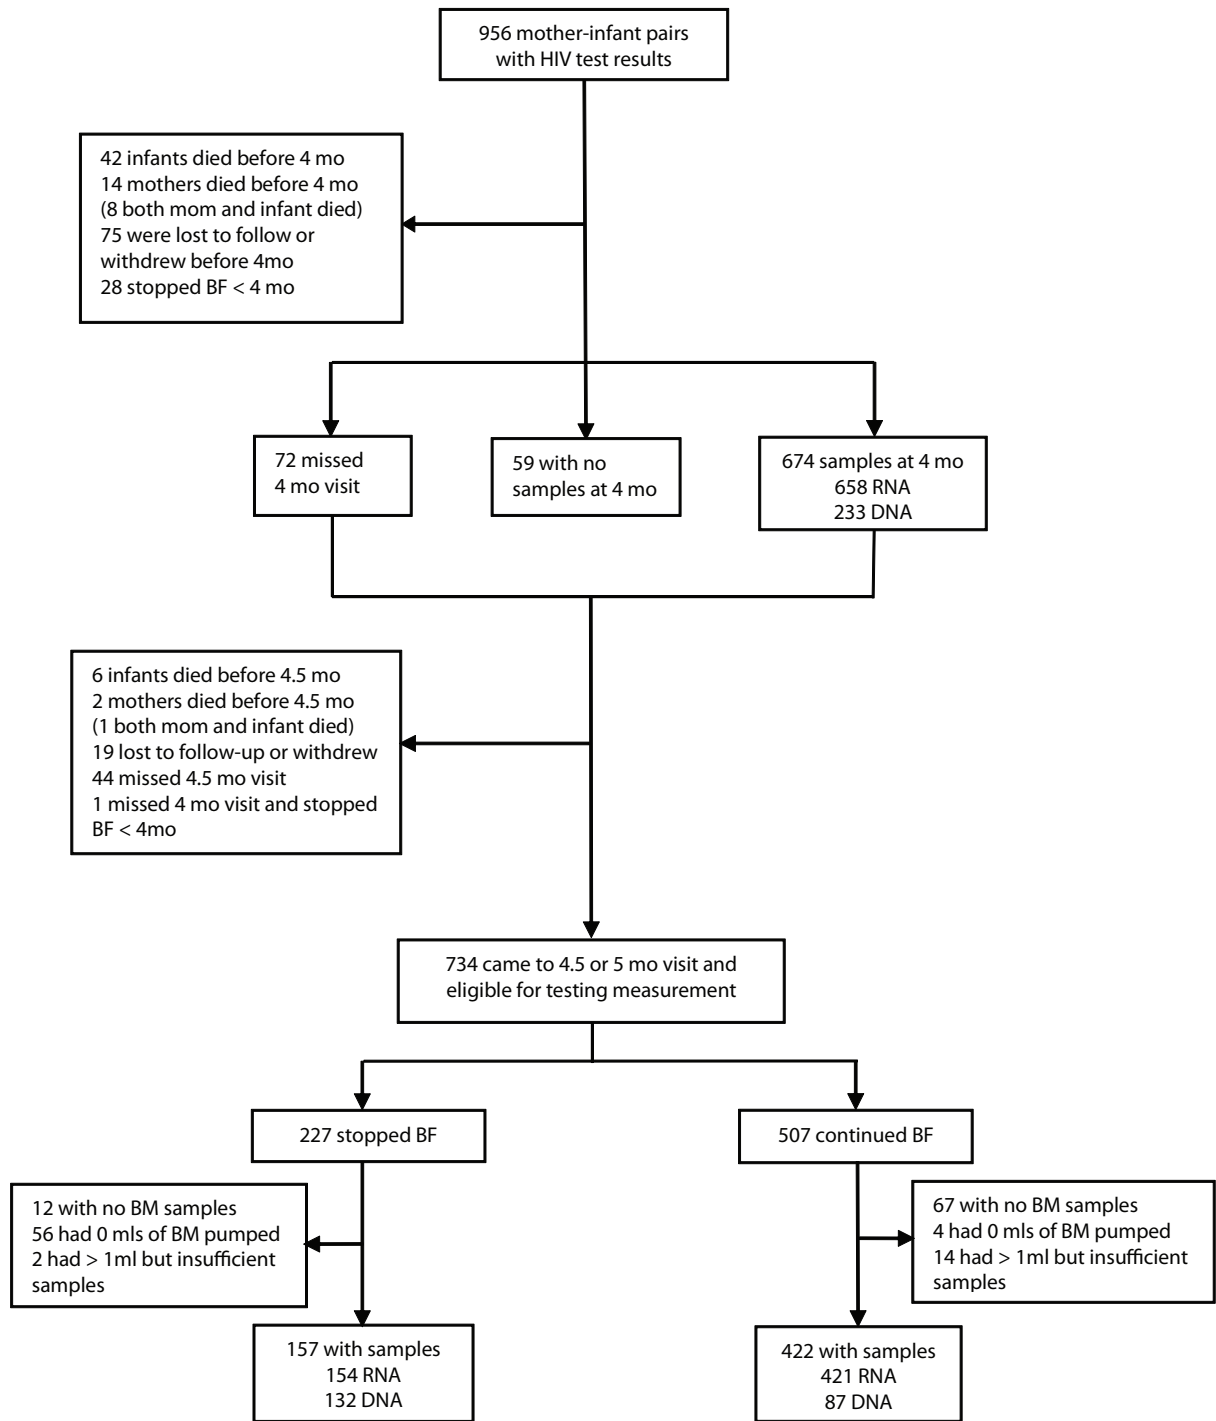 956 mother-infant pairs
with HIV test results
42 infants died before 4 mo
14 mothers died before 4 mo
(8 both mom and infant died)
75 were lost to follow or
withdrew before 4mo
28 stopped BF < 4 mo
72 missed
4 mo visit
59 with no
samples at 4 mo
674 samples at 4 mo
658 RNA
233 DNA
6 infants died before 4.5 mo
2 mothers died before 4.5 mo
(1 both mom and infant died)
19 lost to follow-up or withdrew
44 missed 4.5 mo visit
1 missed 4 mo visit and stopped
BF < 4mo
734 came to 4.5 or 5 mo visit and
eligible for testing measurement
227 stopped BF
507 continued BF
12 with no BM samples
56 had 0 mls of BM pumped
2 had > 1ml but insufficient
samples
67 with no BM samples
4 had 0 mls of BM pumped
14 had > 1ml but insufficient
samples
157 with samples
154 RNA
132 DNA
422 with samples
421 RNA
87 DNA